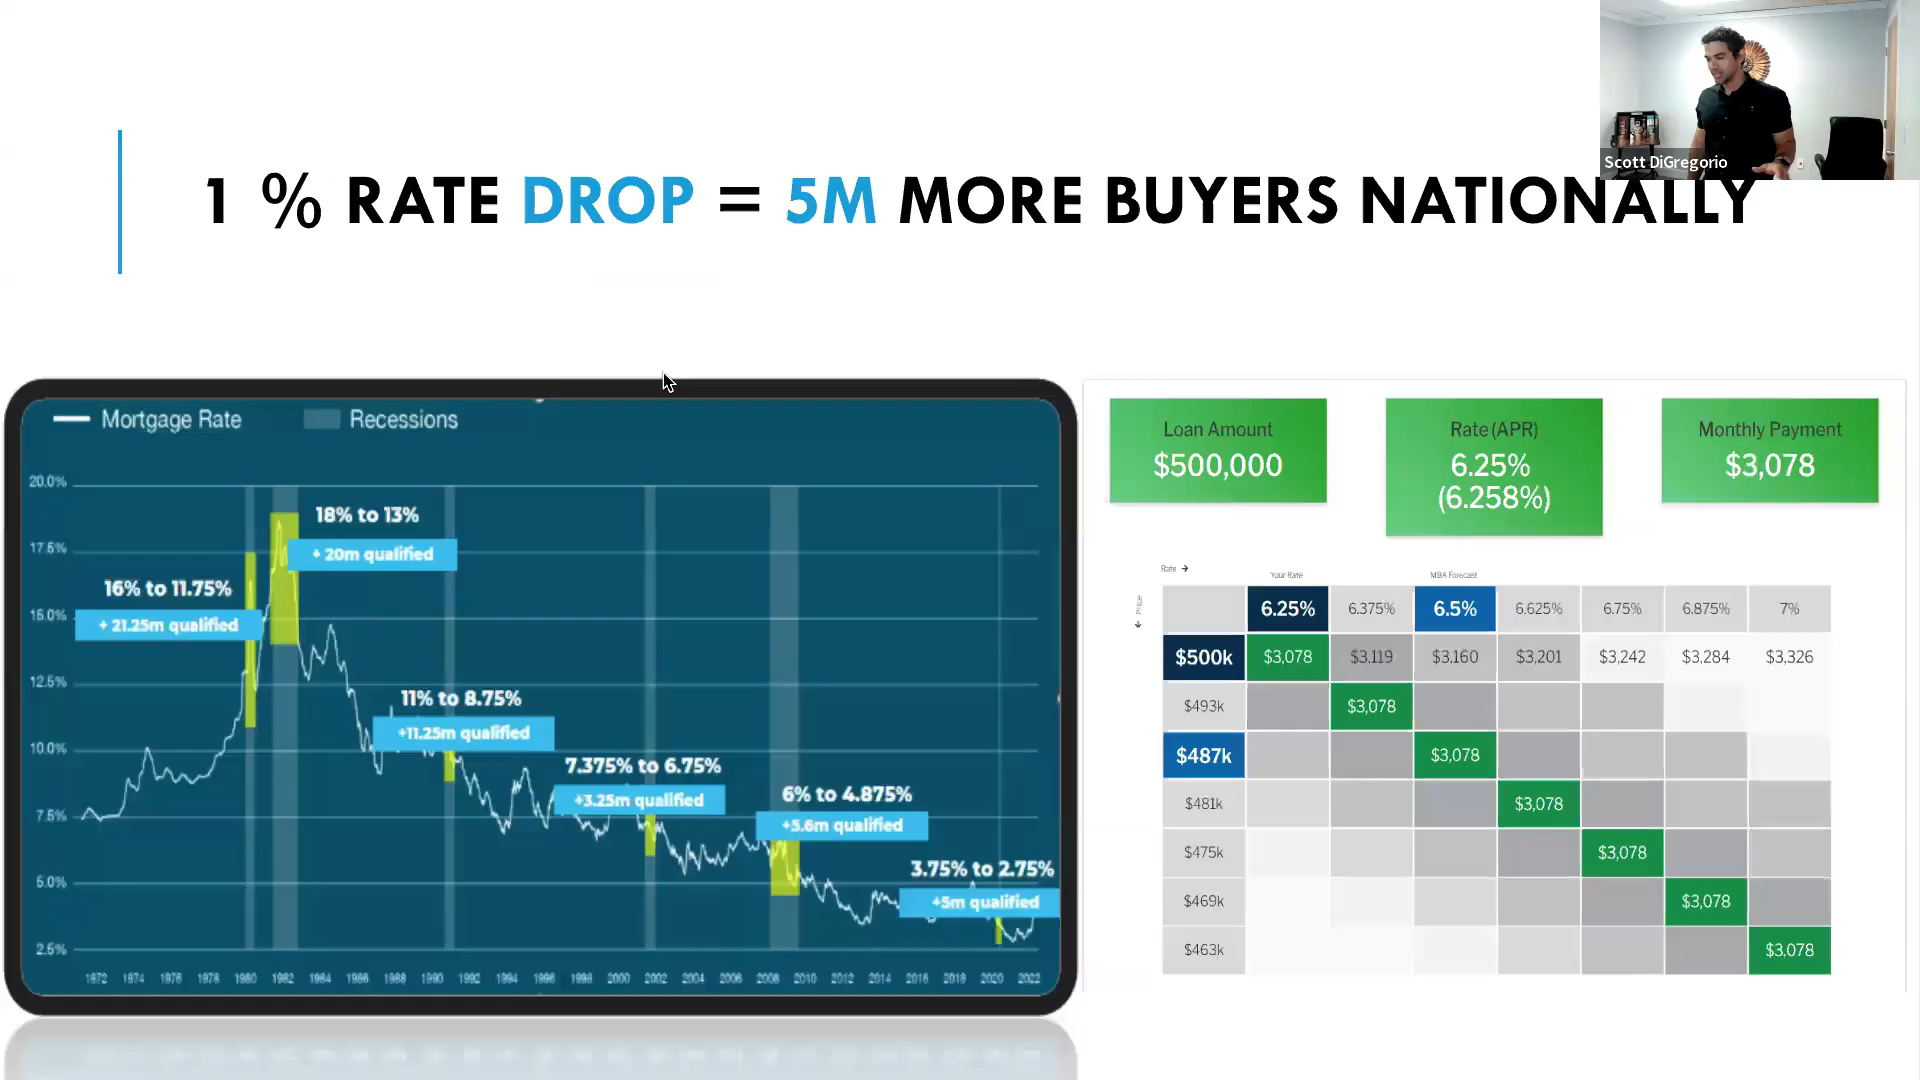 Scott DiGregorio
1 % RATE DROP = 5M MORE BUYERS NATIONALLY
Mortgage Rate Recessions
20.0%
17.5%
15.0%
12.5%
10.0%
7.5%
5.0%
2.5%
18% to 13%
+ 20m qualified
16% to 11.75%
+ 21.25m qualified
11% to 8.75%
+11.25m qualified
7.375% to 6.75%
+3.25m qualified
6% to 4.875%
+5.6m qualified
3.75% to 2.75%
+5m qualified
1972 1974 1976 1978 1980 1982 1984 1986 1988 1990 1992 1994 1996 1998 2000 2002 2004 2006 2008 2010 2012 2014 2016 2018 2020 2022
Loan Amount
$500,000
Rate (APR)
6.25%
(6.258%)
Monthly Payment
$3,078
Rate →
Your Rate MBA Forecast
Price →
6.25% 6.375% 6.5% 6.625% 6.75% 6.875% 7%
$500k $3,078 $3.119 $3.160 $3,201 $3,242 $3.284 $3,326
$493k $3,078
$487k $3,078
$481k $3,078
$475k $3,078
$469k $3,078
$463k $3,078